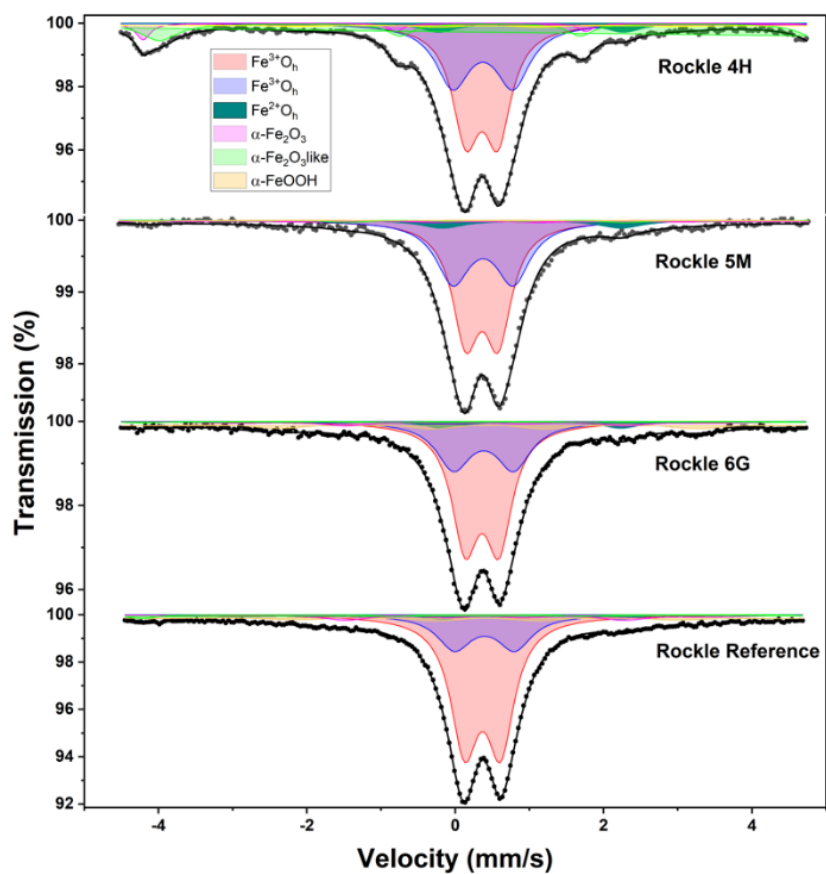 100
98
96
Rockle 4H
Fe³⁺Oₕ
Fe³⁺Oₕ
Fe²⁺Oₕ
α-Fe₂O₃
α-Fe₂O₃like
α-FeOOH
100
99
98
Rockle 5M
100
98
96
Rockle 6G
100
98
96
94
92
Rockle Reference
-4
-2
0
2
4
Transmission (%)
Velocity (mm/s)